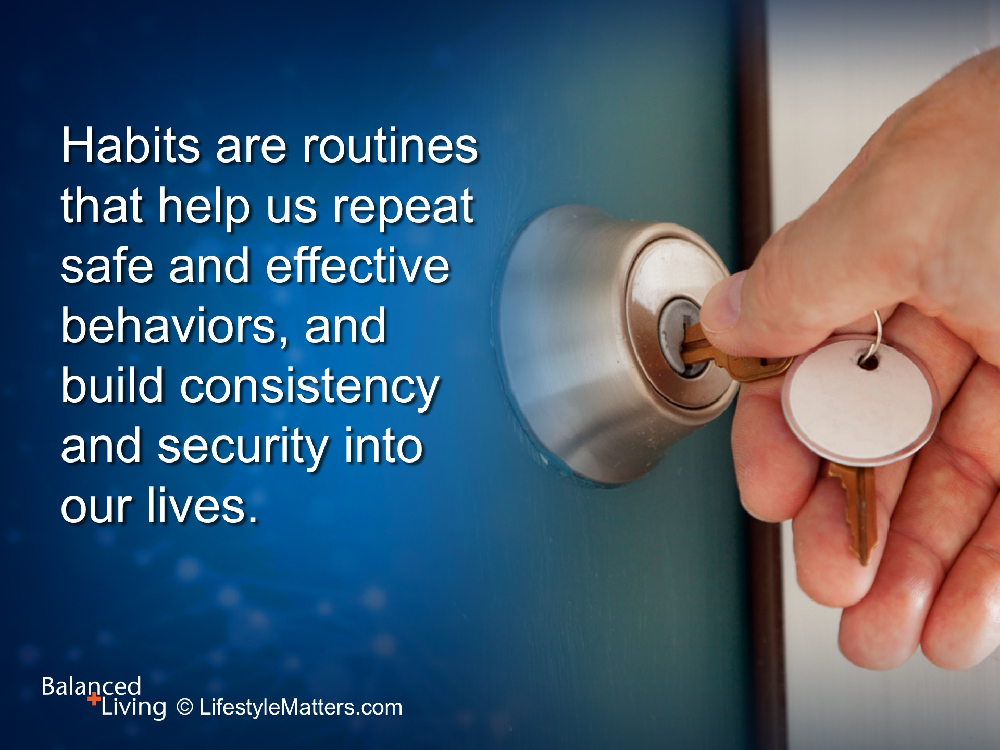 Habits are routines
that help us repeat
safe and effective
behaviors, and
build consistency
and security into
our lives.
Balanced
Living © LifestyleMatters.com